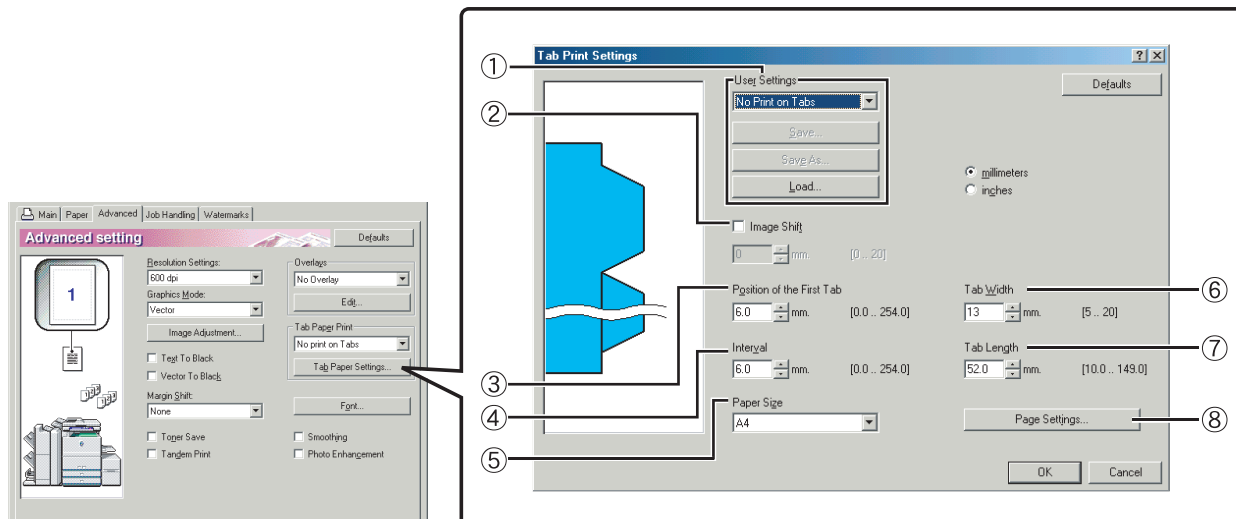 Main Paper Advanced Job Handling Watermarks
Advanced setting
Defaults
1
Resolution Settings:
600 dpi
Graphics Mode:
Vector
Image Adjustment...
Text To Black
Vector To Black
Margin Shift:
None
Toner Save
Tandem Print
Overlays
No Overlay
Edit...
Tab Paper Print
No print on Tabs
Tab Paper Settings...
Font...
Smoothing
Photo Enhancement
Tab Print Settings
① User Settings
No Print on Tabs
Save...
Save As...
Load...
Defaults
millimeters
inches
② Image Shift
0 mm. [0 .. 20]
③ Position of the First Tab
6.0 mm. [0.0 .. 254.0]
④ Interval
6.0 mm. [0.0 .. 254.0]
⑤ Paper Size
A4
Tab Width ⑥
13 mm. [5 .. 20]
Tab Length ⑦
52.0 mm. [10.0 .. 149.0]
Page Settings... ⑧
OK Cancel